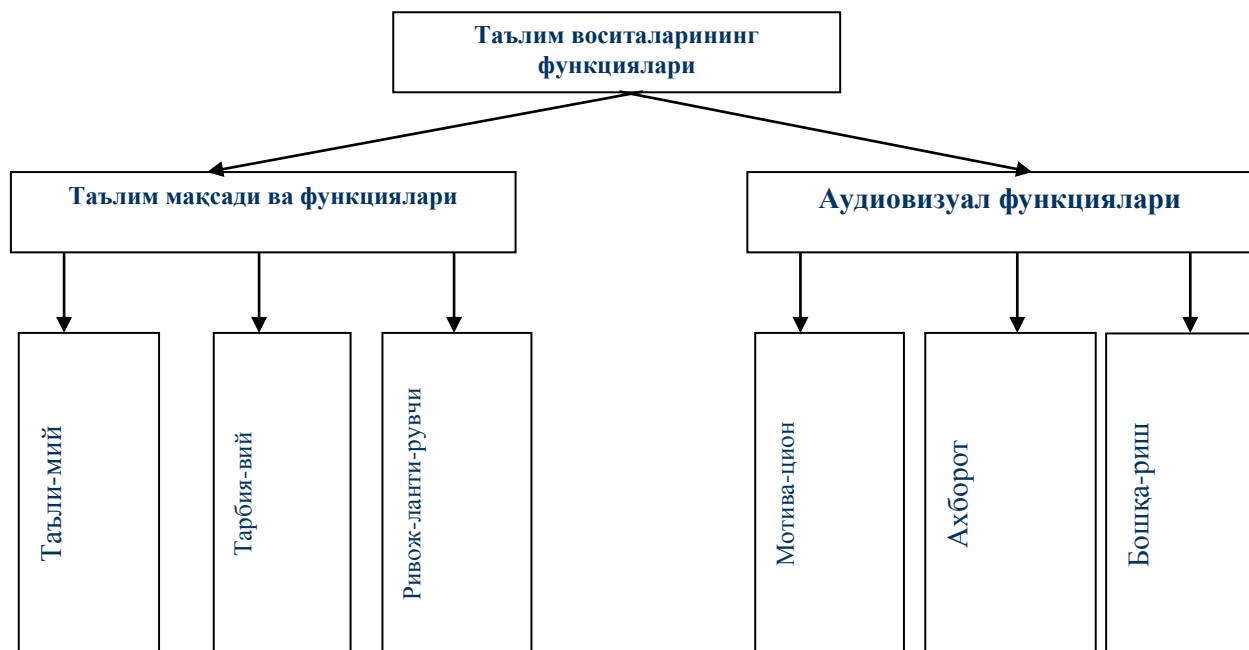 Таълим воситаларининг
функциялари
Таълим мақсади ва функциялари
Аудиовизуал функциялари
Таъли-мий
Тарбия-вий
Ривож-ланти-рувчи
Мотива-цион
Ахборот
Бошқа-риш